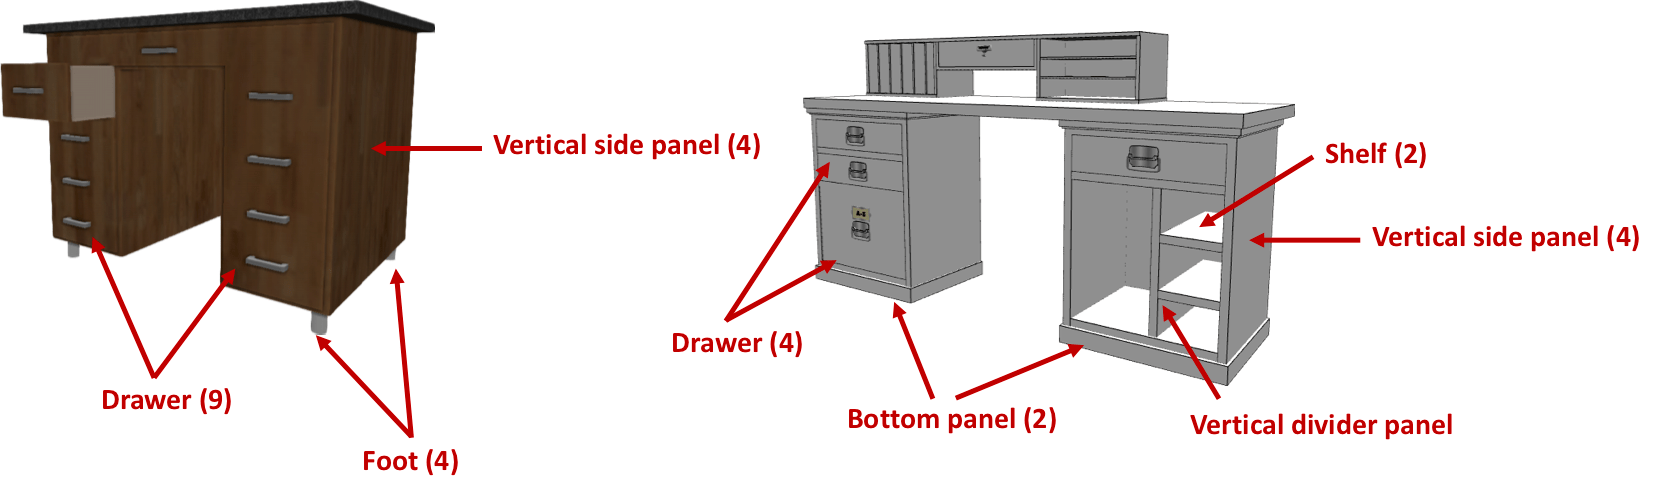 Vertical side panel (4)
Drawer (9)
Foot (4)
Shelf (2)
Vertical side panel (4)
A-G
Drawer (4)
Bottom panel (2)
Vertical divider panel